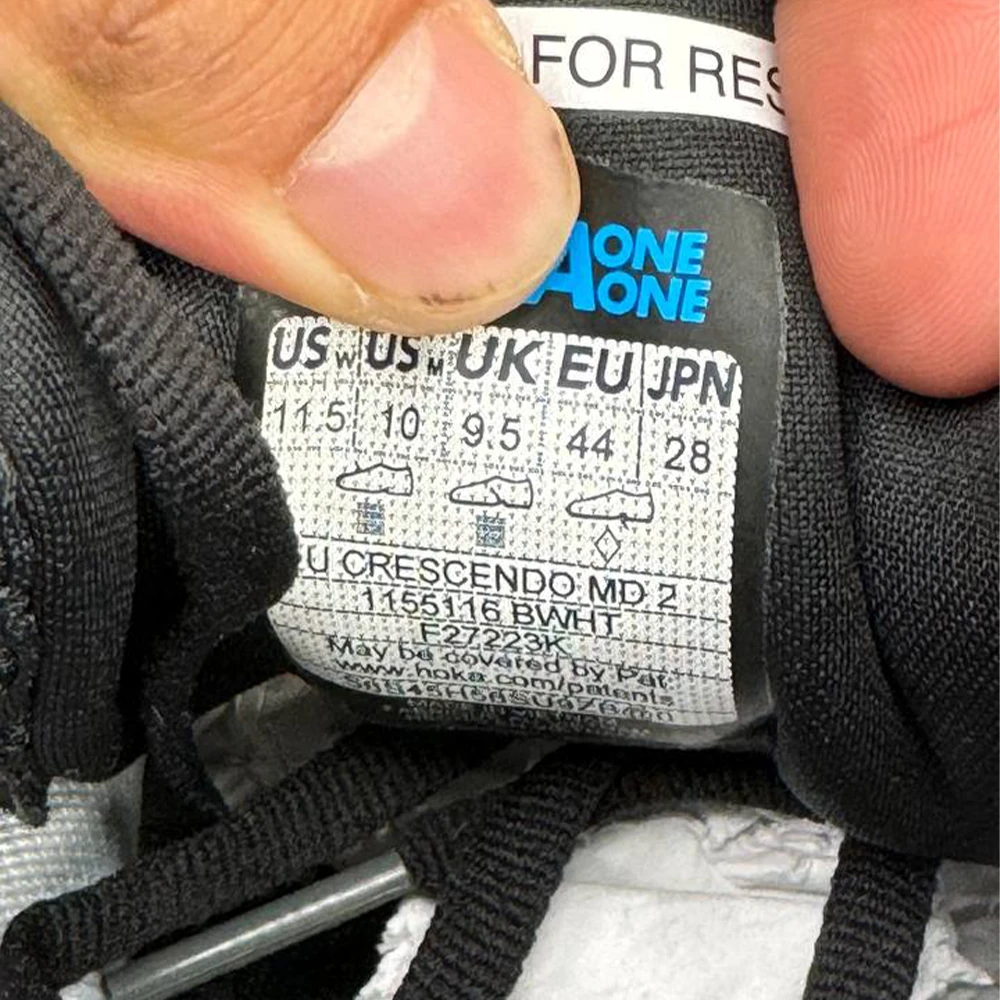 FOR RES
ONE
ONE
US W US M UK EU JPN
11.5 10 9.5 44 28
U CRESCENDO MD 2
1155116 BWHT
F27223K
May be covered by Pat.:
www.hoka.com/patents